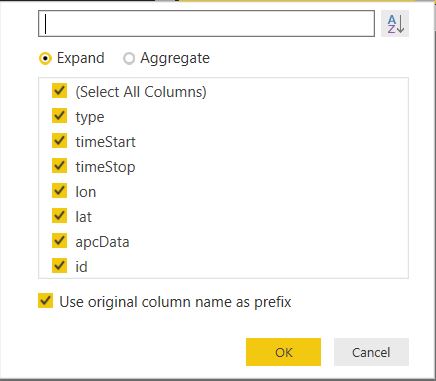 A
Z
Expand
Aggregate
(Select All Columns)
type
timeStart
timeStop
lon
lat
apcData
id
Use original column name as prefix
OK
Cancel